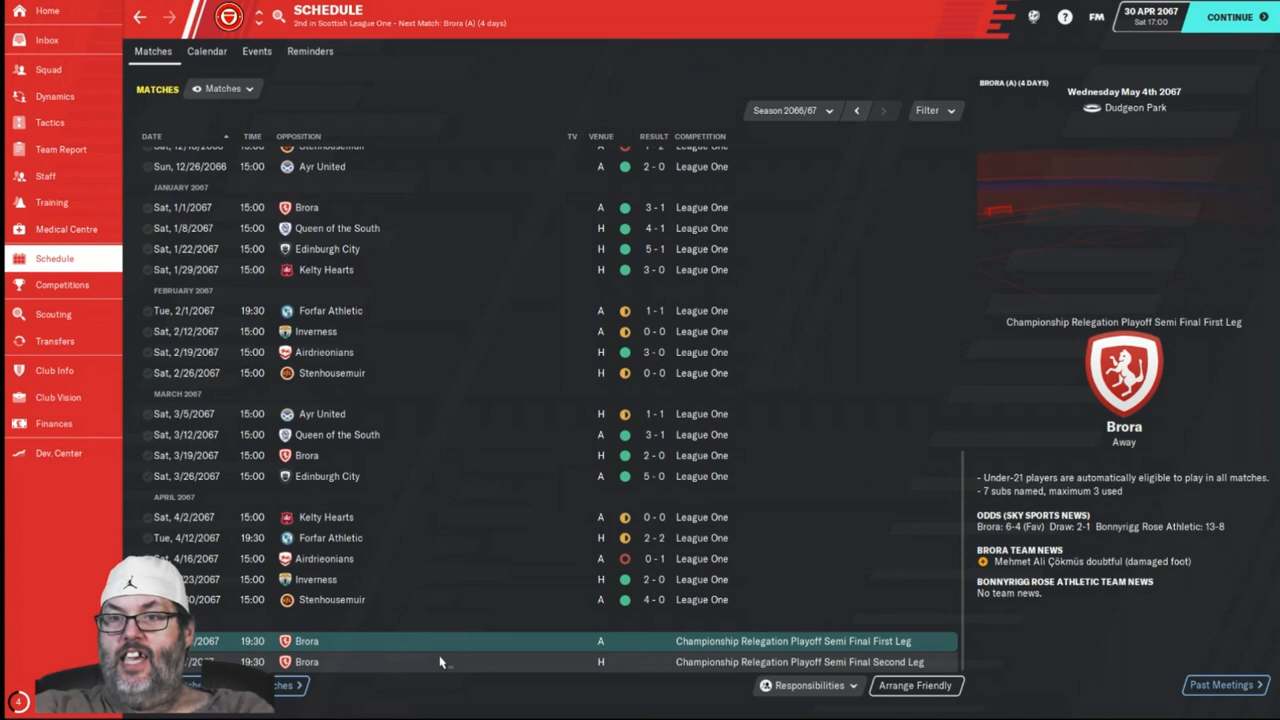 Home
SCHEDULE
2nd in Scottish League One - Next Match: Brora (A) (4 days)
FM
30 APR 2067
Sat 17:00
CONTINUE
Inbox
Squad
Dynamics
Tactics
Team Report
Staff
Training
Medical Centre
Schedule
Competitions
Scouting
Transfers
Club Info
Club Vision
Finances
Dev. Center
4
Matches Calendar Events Reminders
MATCHES Matches
Season 2066/67 Filter
DATE TIME OPPOSITION TV VENUE RESULT COMPETITION
Sun, 12/26/2066 15:00 Ayr United A 2 - 0 League One
JANUARY 2067
Sat, 1/1/2067 15:00 Brora A 3 - 1 League One
Sat, 1/8/2067 15:00 Queen of the South H 4 - 1 League One
Sat, 1/22/2067 15:00 Edinburgh City H 5 - 1 League One
Sat, 1/29/2067 15:00 Kelty Hearts H 3 - 0 League One
FEBRUARY 2067
Tue, 2/1/2067 19:30 Forfar Athletic A 1 - 1 League One
Sat, 2/12/2067 15:00 Inverness A 0 - 0 League One
Sat, 2/19/2067 15:00 Airdrieonians H 3 - 0 League One
Sat, 2/26/2067 15:00 Stenhousemuir H 0 - 0 League One
MARCH 2067
Sat, 3/5/2067 15:00 Ayr United H 1 - 1 League One
Sat, 3/12/2067 15:00 Queen of the South A 3 - 1 League One
Sat, 3/19/2067 15:00 Brora H 2 - 0 League One
Sat, 3/26/2067 15:00 Edinburgh City A 5 - 0 League One
APRIL 2067
Sat, 4/2/2067 15:00 Kelty Hearts A 0 - 0 League One
Tue, 4/12/2067 19:30 Forfar Athletic H 2 - 2 League One
4/16/2067 15:00 Airdrieonians A 0 - 1 League One
23/2067 15:00 Inverness H 2 - 0 League One
30/2067 15:00 Stenhousemuir A 4 - 0 League One
/2067 19:30 Brora A Championship Relegation Playoff Semi Final First Leg
/2067 19:30 Brora H Championship Relegation Playoff Semi Final Second Leg
Responsibilities Arrange Friendly
BRORA (A) (4 DAYS)
Wednesday May 4th 2067
Dudgeon Park
Championship Relegation Playoff Semi Final First Leg
Brora
Away
- Under-21 players are automatically eligible to play in all matches.
- 7 subs named, maximum 3 used
ODDS (SKY SPORTS NEWS)
Brora: 6-4 (Fav) Draw: 2-1 Bonnyrigg Rose Athletic: 13-8
BRORA TEAM NEWS
Mehmet Ali Çökmüs doubtful (damaged foot)
BONNYRIGG ROSE ATHLETIC TEAM NEWS
No team news.
Past Meetings